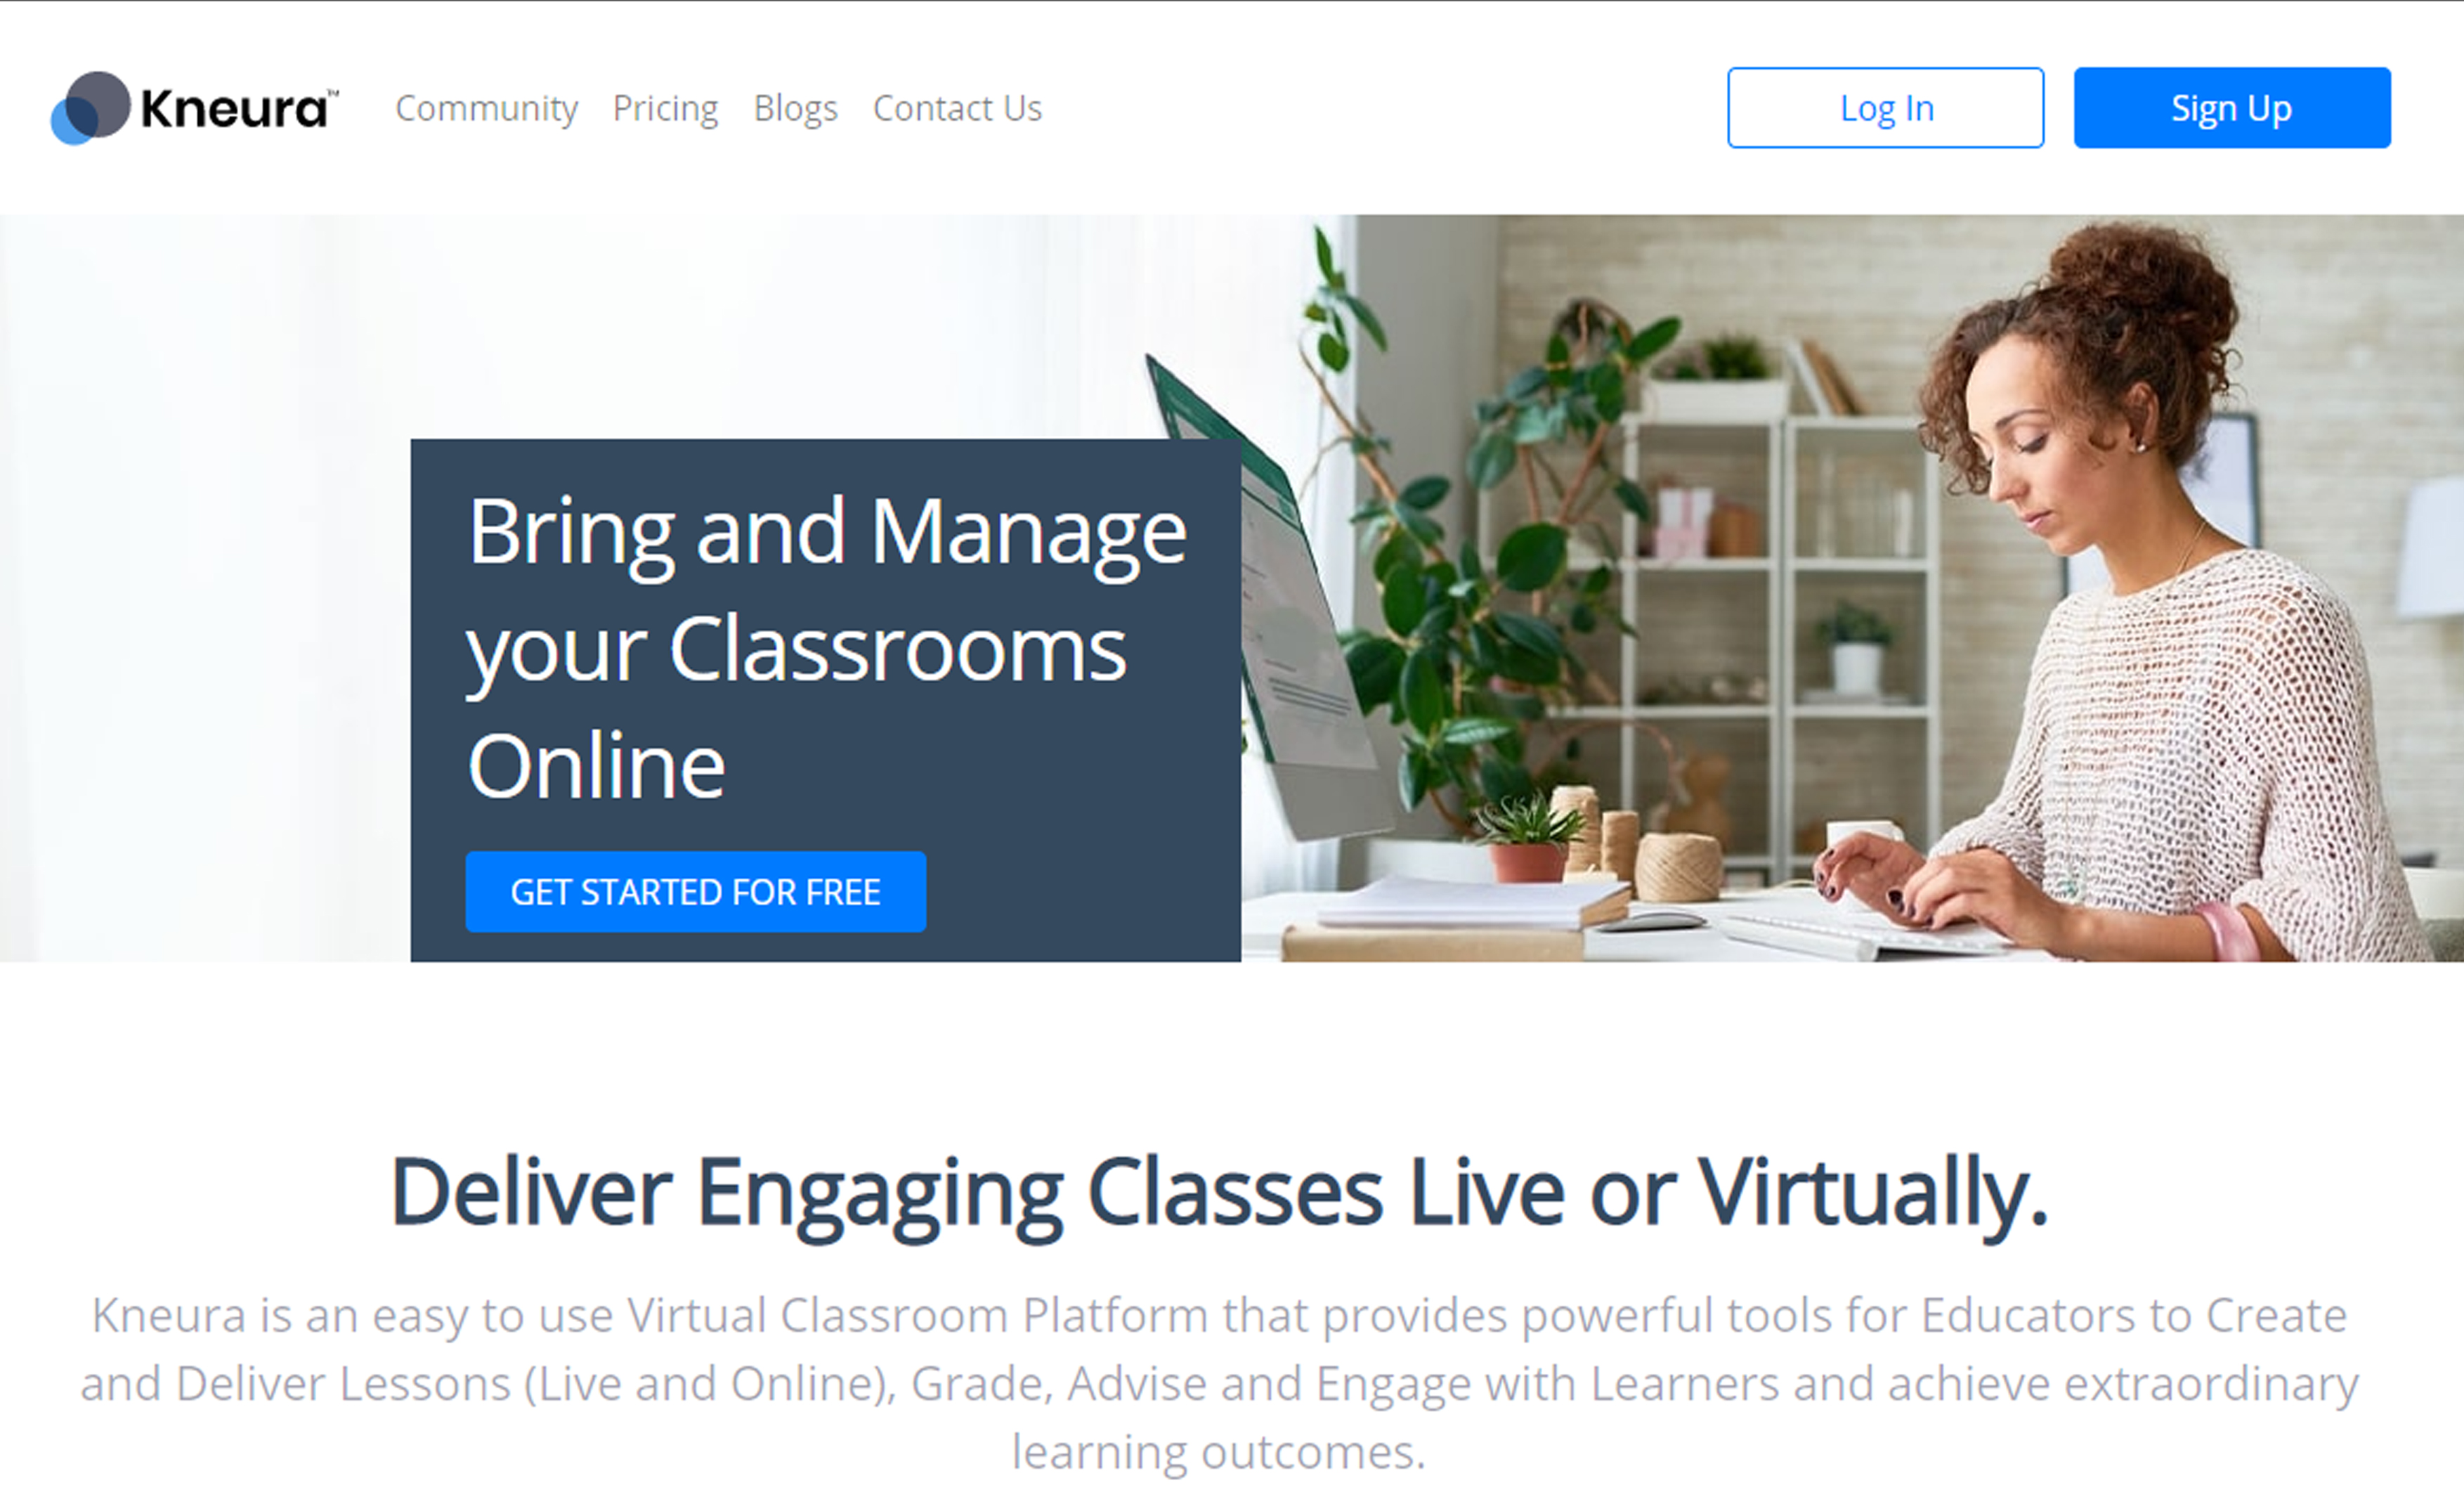 Kneura™
Community Pricing Blogs Contact Us
Log In
Sign Up
Bring and Manage
your Classrooms
Online
GET STARTED FOR FREE
Deliver Engaging Classes Live or Virtually.
Kneura is an easy to use Virtual Classroom Platform that provides powerful tools for Educators to Create
and Deliver Lessons (Live and Online), Grade, Advise and Engage with Learners and achieve extraordinary
learning outcomes.